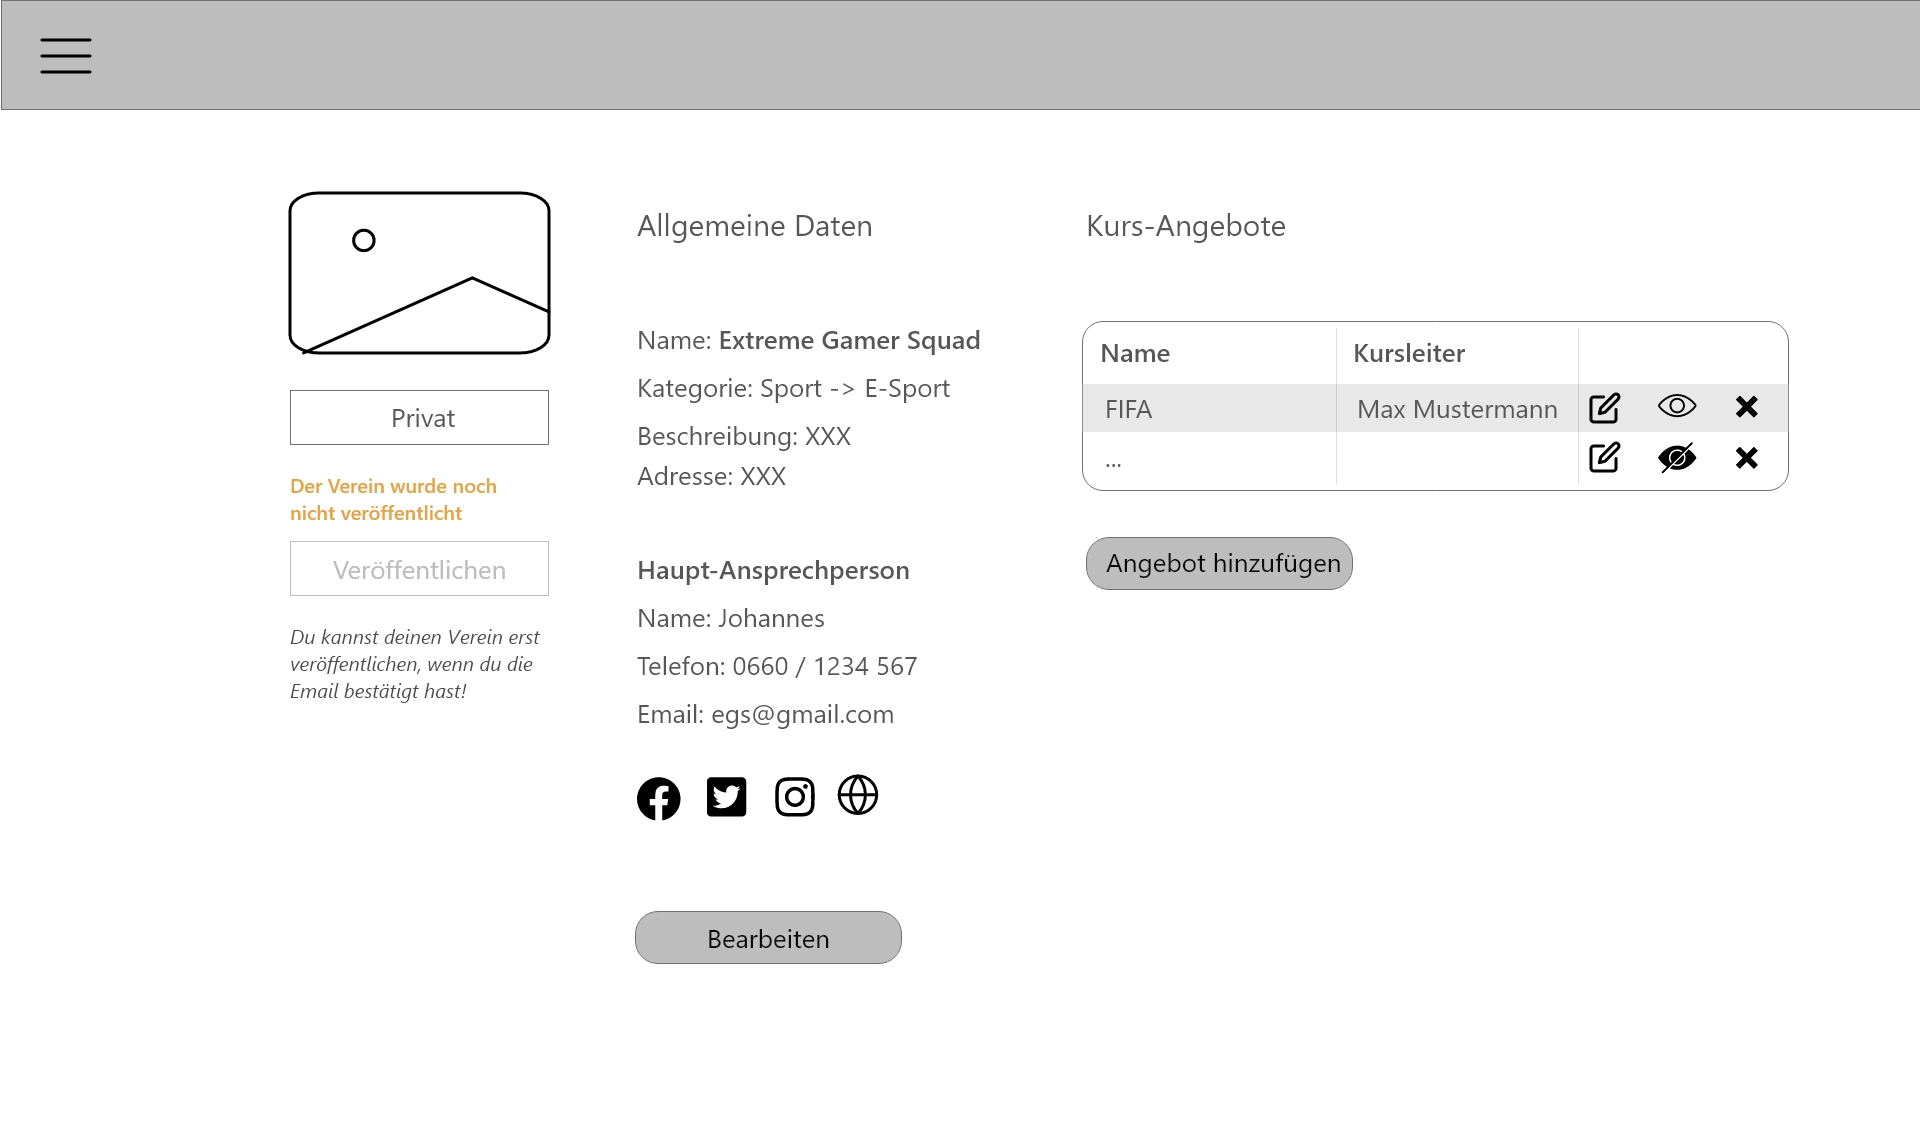 Privat
Der Verein wurde noch
nicht veröffentlicht
Veröffentlichen
Du kannst deinen Verein erst
veröffentlichen, wenn du die
Email bestätigt hast!
Allgemeine Daten
Name: Extreme Gamer Squad
Kategorie: Sport -> E-Sport
Beschreibung: XXX
Adresse: XXX
Haupt-Ansprechperson
Name: Johannes
Telefon: 0660 / 1234 567
Email: egs@gmail.com
Bearbeiten
Kurs-Angebote
Name Kursleiter
FIFA Max Mustermann
...
Angebot hinzufügen